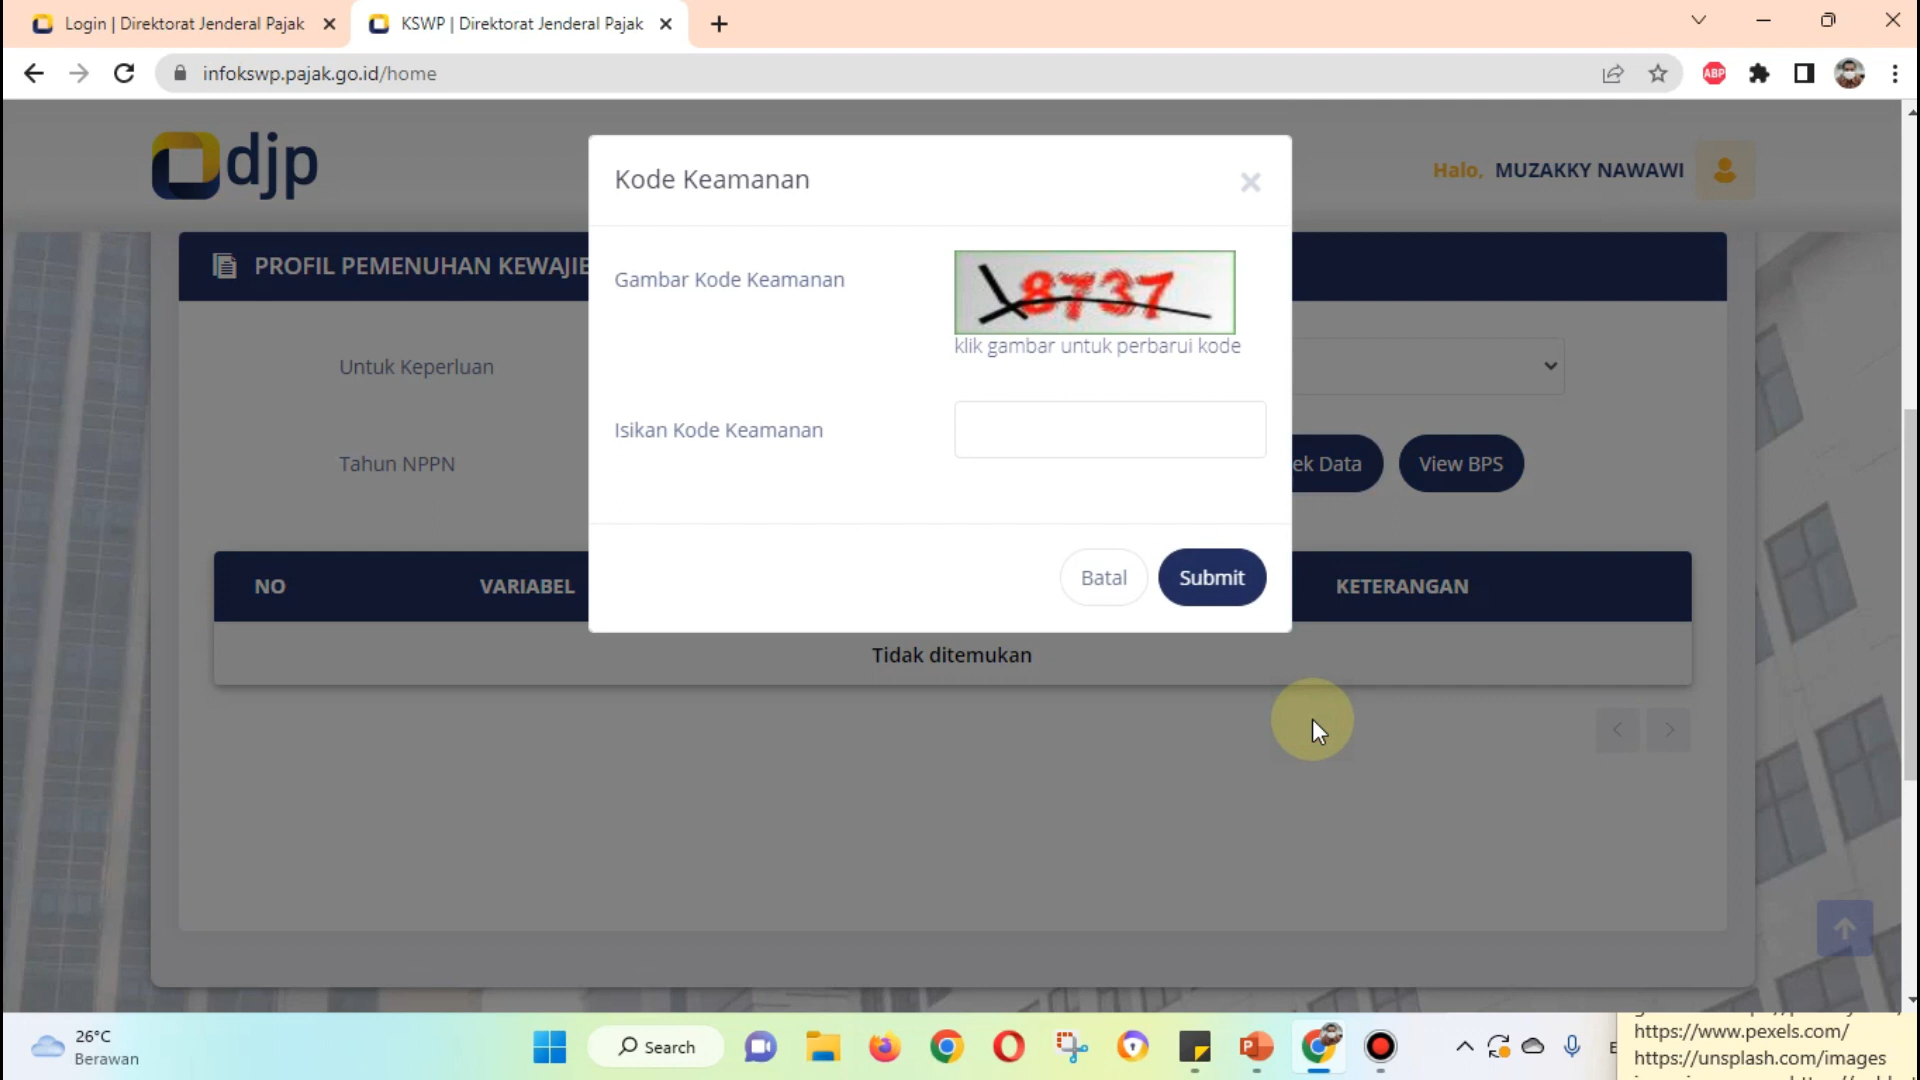 Login | Direktorat Jenderal Pajak
KSWP | Direktorat Jenderal Pajak
infokswp.pajak.go.id/home
ABP
djp
Halo, MUZAKKY NAWAWI
Kode Keamanan
PROFIL PEMENUHAN KEWAJIB
Gambar Kode Keamanan
8737
klik gambar untuk perbarui kode
Untuk Keperluan
Isikan Kode Keamanan
Tahun NPPN
ek Data
View BPS
Batal
Submit
NO
VARIABEL
KETERANGAN
Tidak ditemukan
26°C
Berawan
Search
https://www.pexels.com/
https://unsplash.com/images